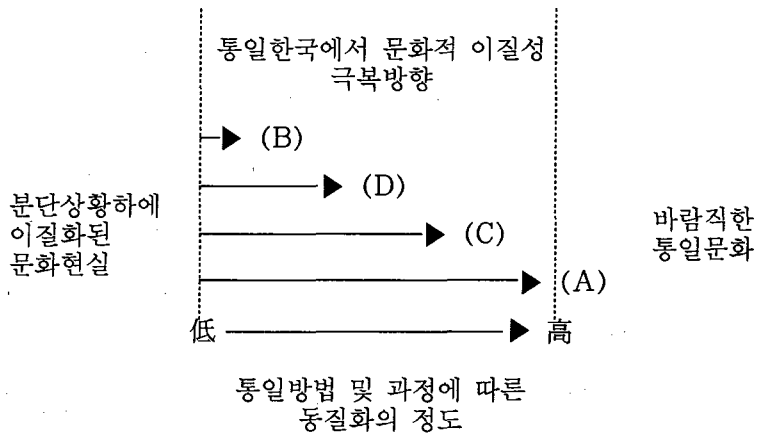 통일한국에서 문화적 이질성
극복방향
(B)
(D)
분단상황하에
이질화된
문화현실
(C)
바람직한
통일문화
(A)
低
高
통일방법 및 과정에 따른
동질화의 정도